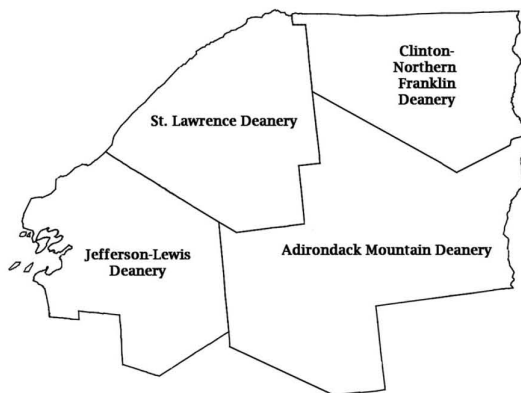 Clinton-
Northern
Franklin
Deanery
St. Lawrence Deanery
Jefferson-Lewis
Deanery
Adirondack Mountain Deanery